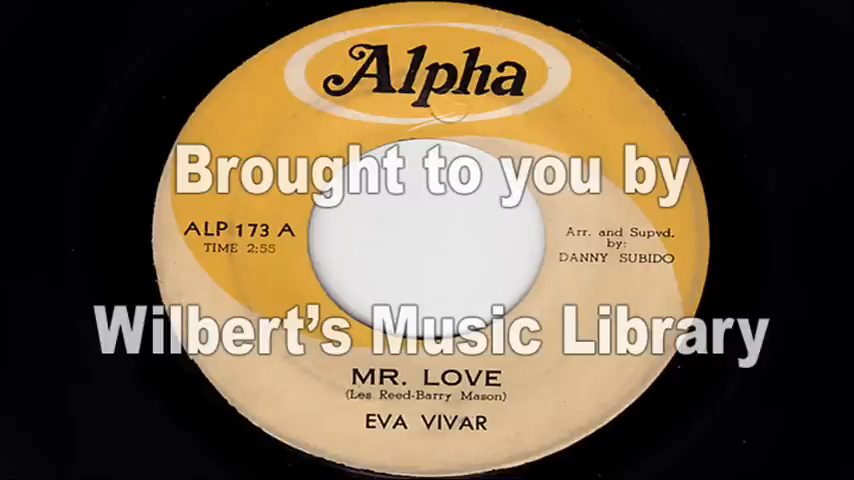 Alpha
Brought to you by
ALP 173 A
TIME 2:55
Arr. and Supvd.
by:
DANNY SUBIDO
Wilbert's Music Library
MR. LOVE
(Les Reed-Barry Mason)
EVA VIVAR